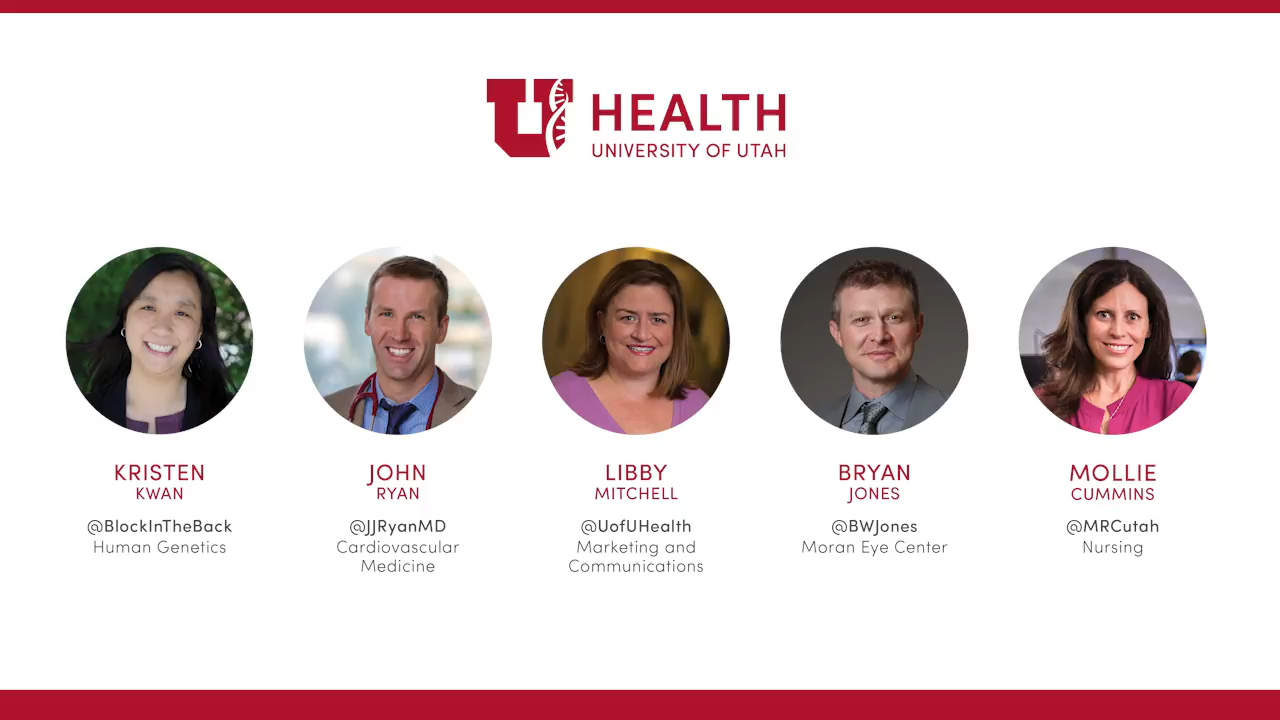 HEALTH
UNIVERSITY OF UTAH
KRISTEN
KWAN
@BlockInTheBack
Human Genetics
JOHN
RYAN
@JJRyanMD
Cardiovascular
Medicine
LIBBY
MITCHELL
@UofUHealth
Marketing and
Communications
BRYAN
JONES
@BWJones
Moran Eye Center
MOLLIE
CUMMINS
@MRCutah
Nursing